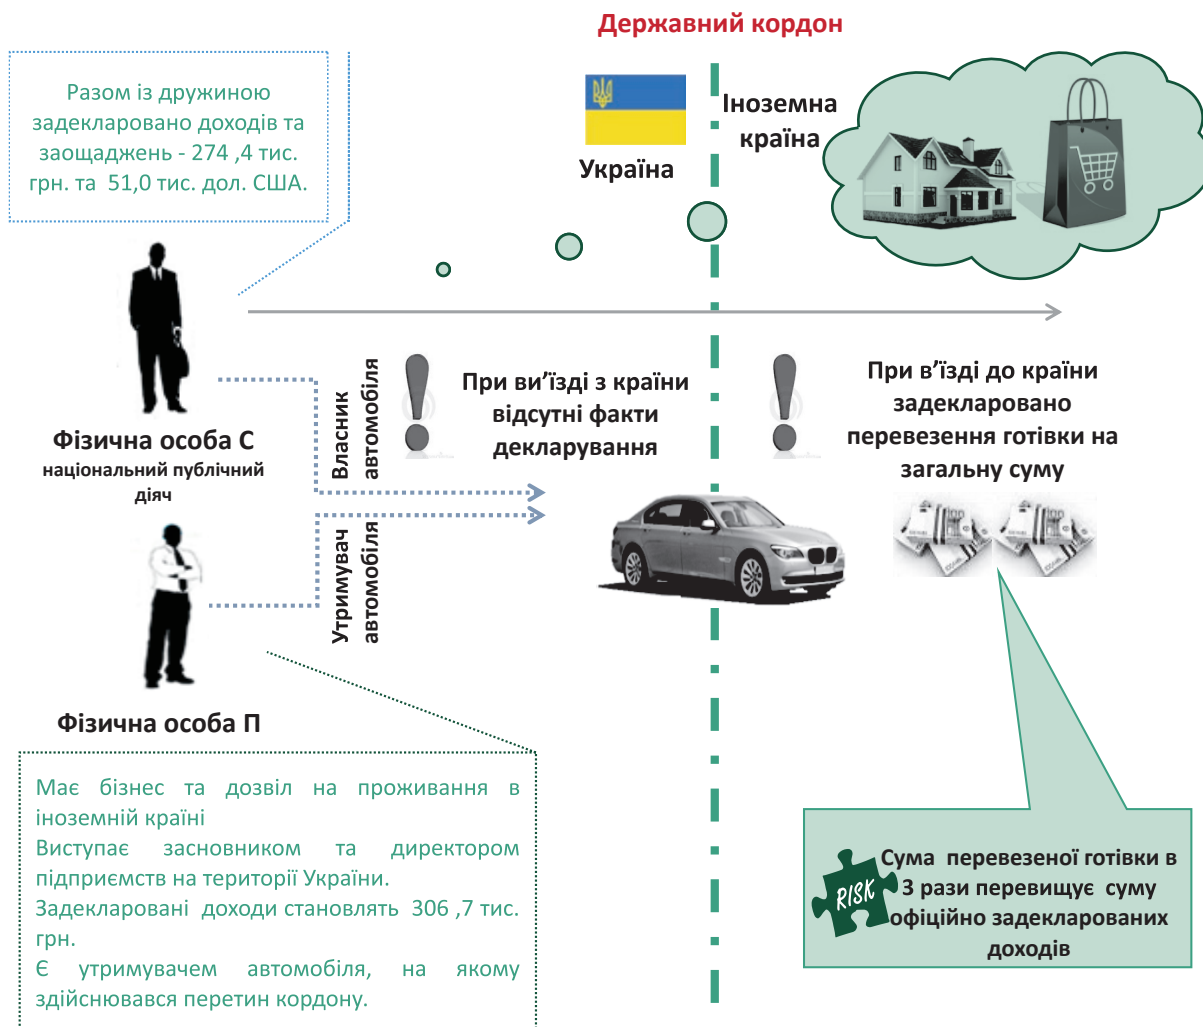 Державний кордон
Разом із дружиною
задекларовано доходів та
заощаджень - 274 ,4 тис.
грн. та 51,0 тис. дол. США.
Україна
Іноземна
країна
Фізична особа С
національний публічний
діяч
Власник
автомобіля
При ви’їзді з країни
відсутні факти
декларування
При в’їзді до країни
задекларовано
перевезення готівки на
загальну суму
Утримувач
автомобіля
Фізична особа П
Має бізнес та дозвіл на проживання в
іноземній країні
Виступає засновником та директором
підприємств на території України.
Задекларовані доходи становлять 306 ,7 тис.
грн.
Є утримувачем автомобіля, на якому
здійснювався перетин кордону.
RISK
Сума перевезеної готівки в
3 рази перевищує суму
офіційно задекларованих
доходів